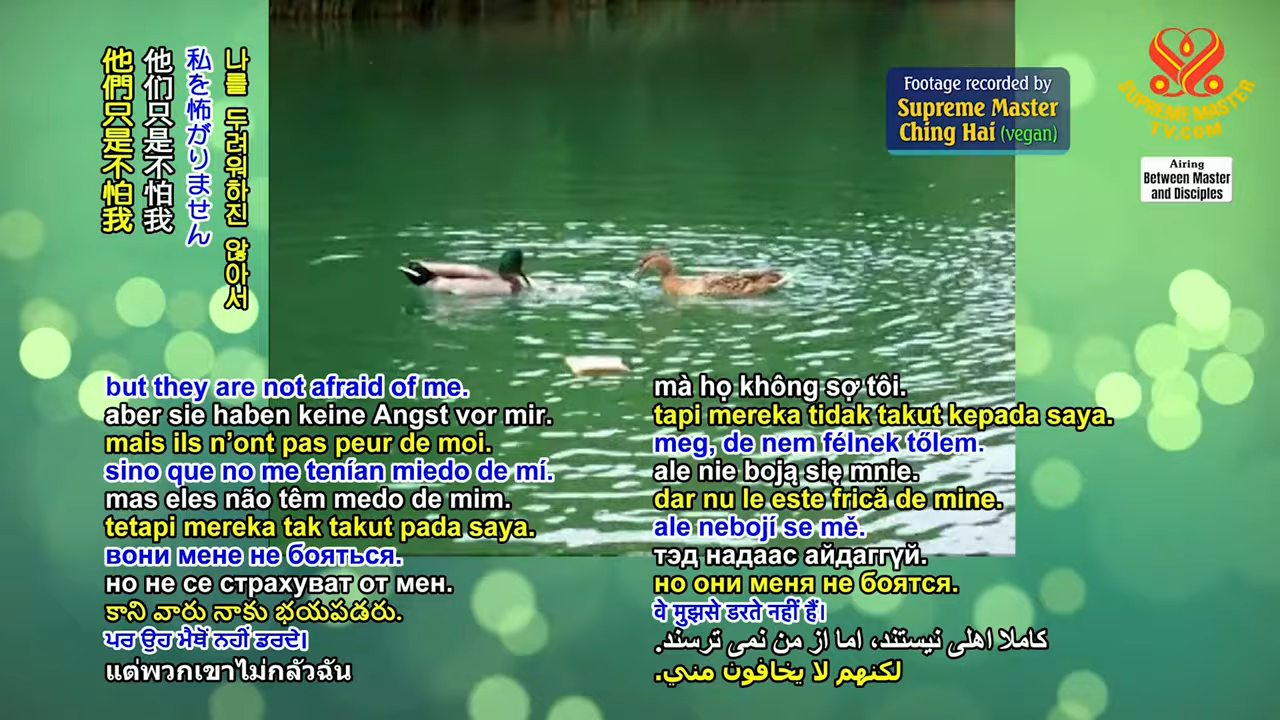 나를 두려워하진 않아서
私を怖がりません
他们只是不怕我
他們只是不怕我
Footage recorded by
Supreme Master
Ching Hai (vegan)
SUPREME MASTER
TV.COM
Airing
Between Master
and Disciples
but they are not afraid of me.
aber sie haben keine Angst vor mir.
mais ils n’ont pas peur de moi.
sino que no me tenían miedo de mí.
mas eles não têm medo de mim.
tetapi mereka tak takut pada saya.
вони мене не бояться.
но не се страхуват от мен.
కాని వారు నాకు భయపడరు.
ਪਰ ਉਹ ਮੈਥੋਂ ਨਹੀਂ ਡਰਦੇ।
แต่พวกเขาไม่กลัวฉัน
mà họ không sợ tôi.
tapi mereka tidak takut kepada saya.
meg, de nem félnek tőlem.
ale nie boją się mnie.
dar nu le este frică de mine.
ale nebojí se mě.
тэд надаас айдаггүй.
но они меня не боятся.
वे मुझसे डरते नहीं हैं।
کاملا اهلی نیستند، اما از من نمی ترسند.
لكنهم لا يخافون مني.